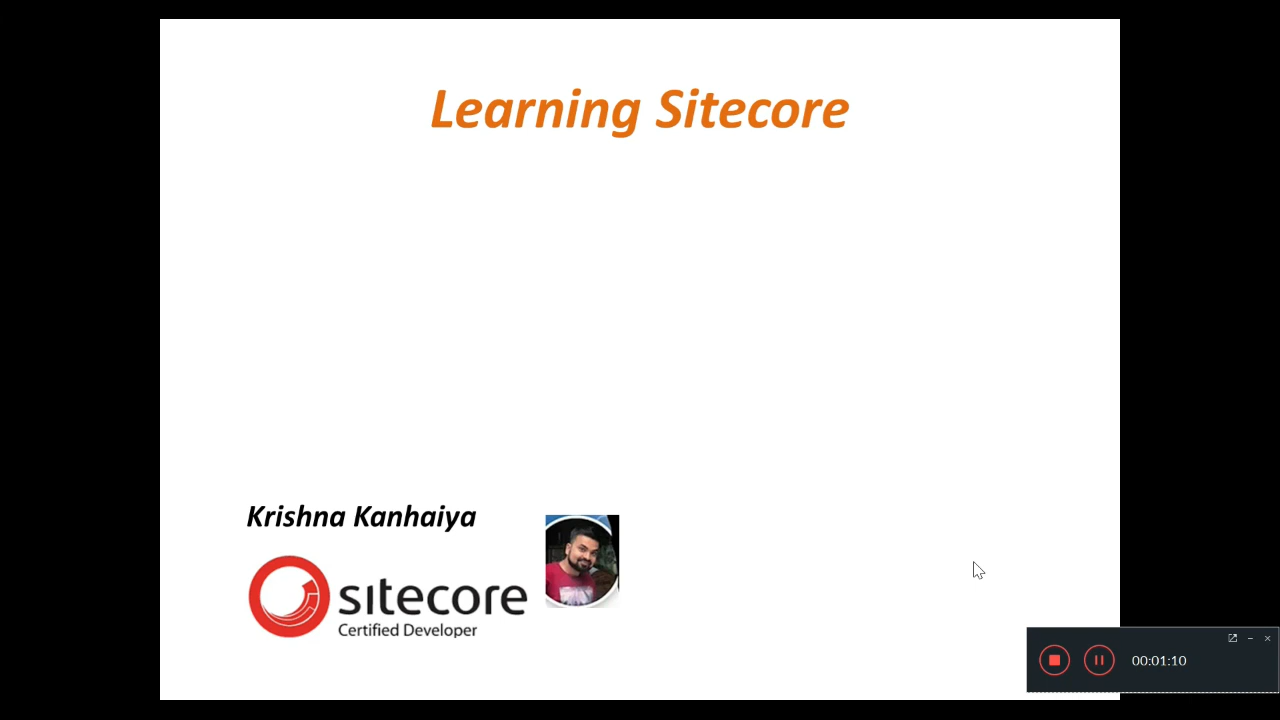 Learning Sitecore
Krishna Kanhaiya
sitecore
Certified Developer
00:01:10